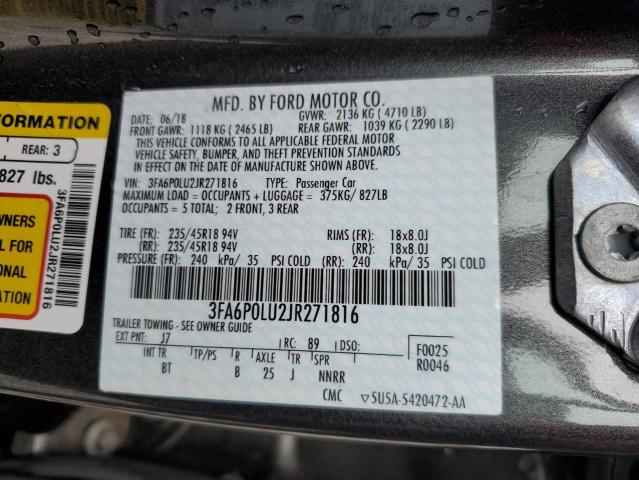 FORMATION
REAR: 3
827 lbs.
WNERS
L FOR
ONAL
N
3FA6P0LU2JR271816
MFD. BY FORD MOTOR CO.
DATE: 06/18 GVWR: 2136 KG ( 4710 LB)
FRONT GAWR: 1118 KG ( 2465 LB) REAR GAWR: 1039 KG ( 2290 LB)
THIS VEHICLE CONFORMS TO ALL APPLICABLE FEDERAL MOTOR
VEHICLE SAFETY, BUMPER, AND THEFT PREVENTION STANDARDS
IN EFFECT ON THE DATE OF MANUFACTURE SHOWN ABOVE.
VIN: 3FA6P0LU2JR271816 TYPE: Passenger Car
MAXIMUM LOAD = OCCUPANTS + LUGGAGE = 375KG/ 827LB
OCCUPANTS = 5 TOTAL; 2 FRONT, 3 REAR
TIRE (FR): 235/45R18 94V RIMS (FR): 18x8.0J
(RR): 235/45R18 94V (RR): 18x8.0J
PRESSURE (FR): 240 kPa/ 35 PSI COLD (RR): 240 kPa/ 35 PSI COLD
3FA6P0LU2JR271816
TRAILER TOWING - SEE OWNER GUIDE
EXT PNT: J7 RC: 89 DSO: F0025
INT TR TP/PS R AXLE TR SPR R0046
BT B 25 J NNRR
CMC 5U5A-5420472-AA